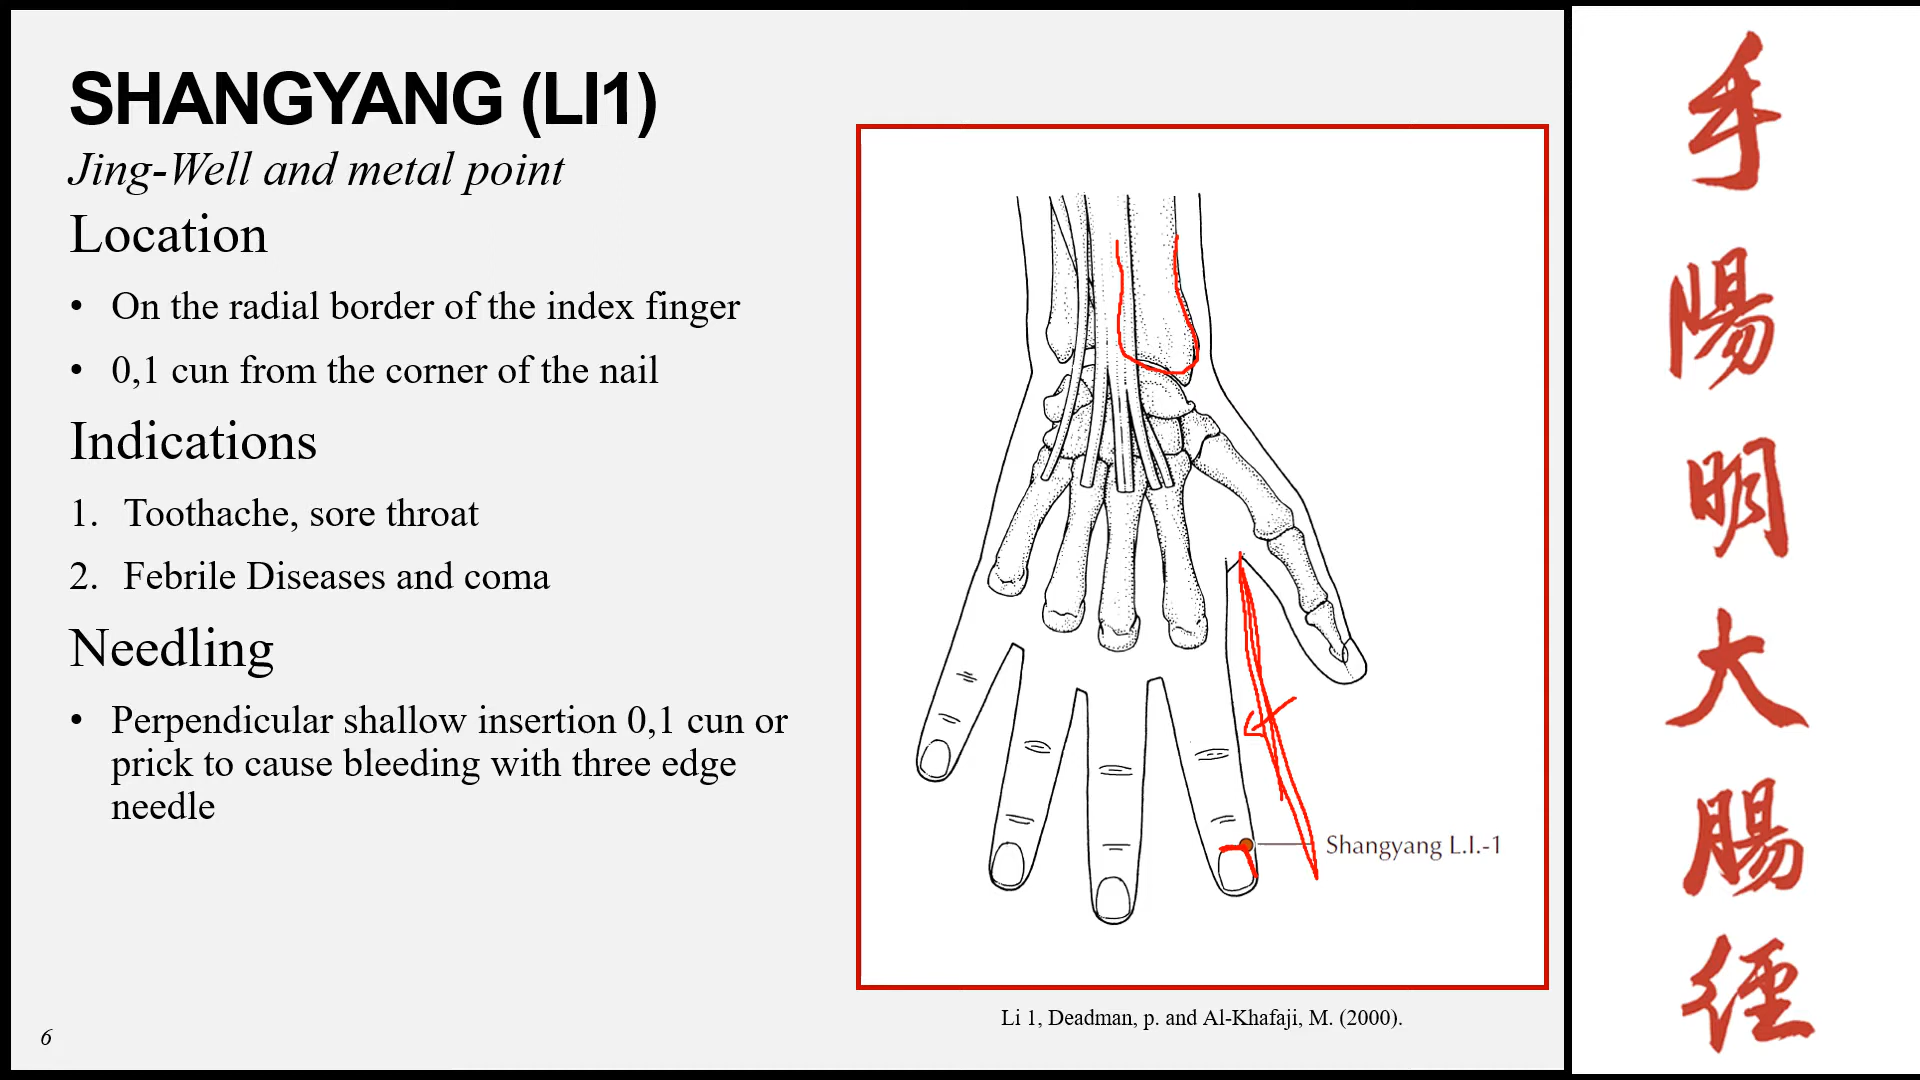 SHANGYANG (LI1)
Jing-Well and metal point
Location
• On the radial border of the index finger
• 0,1 cun from the corner of the nail
Indications
1. Toothache, sore throat
2. Febrile Diseases and coma
Needling
• Perpendicular shallow insertion 0,1 cun or
prick to cause bleeding with three edge
needle
6
Shangyang L.I.-1
Li 1, Deadman, p. and Al-Khafaji, M. (2000).
手
陽
明
大
腸
經